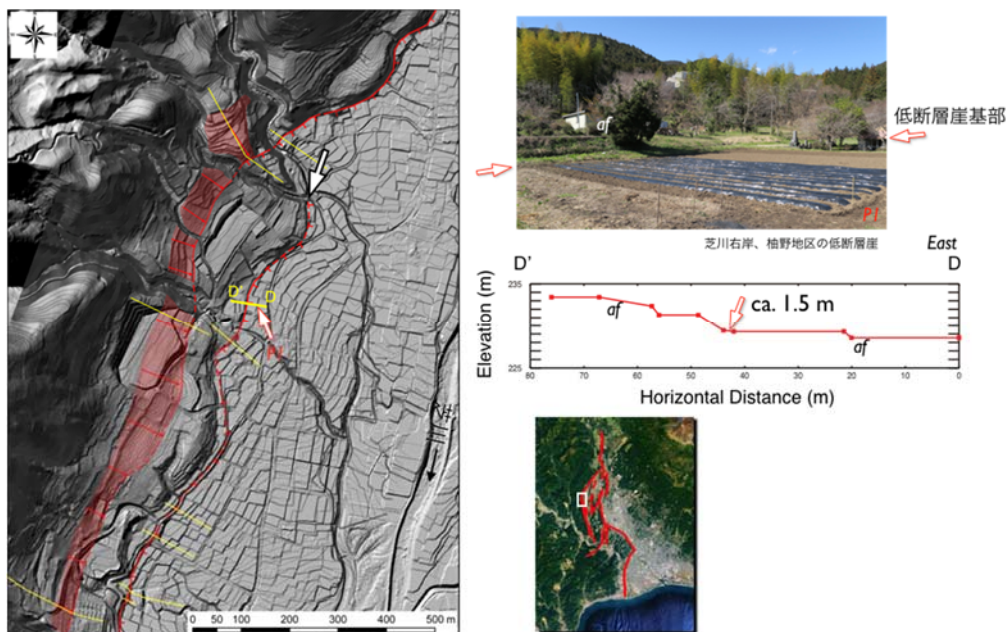 D'
D
P1
芝川
0 50 100 200 300 400 500 m
af
低断層崖基部
P1
芝川右岸、柚野地区の低断層崖
East
D'
D
235
225
Elevation (m)
af
ca. 1.5 m
af
80 70 60 50 40 30 20 10 0
Horizontal Distance (m)